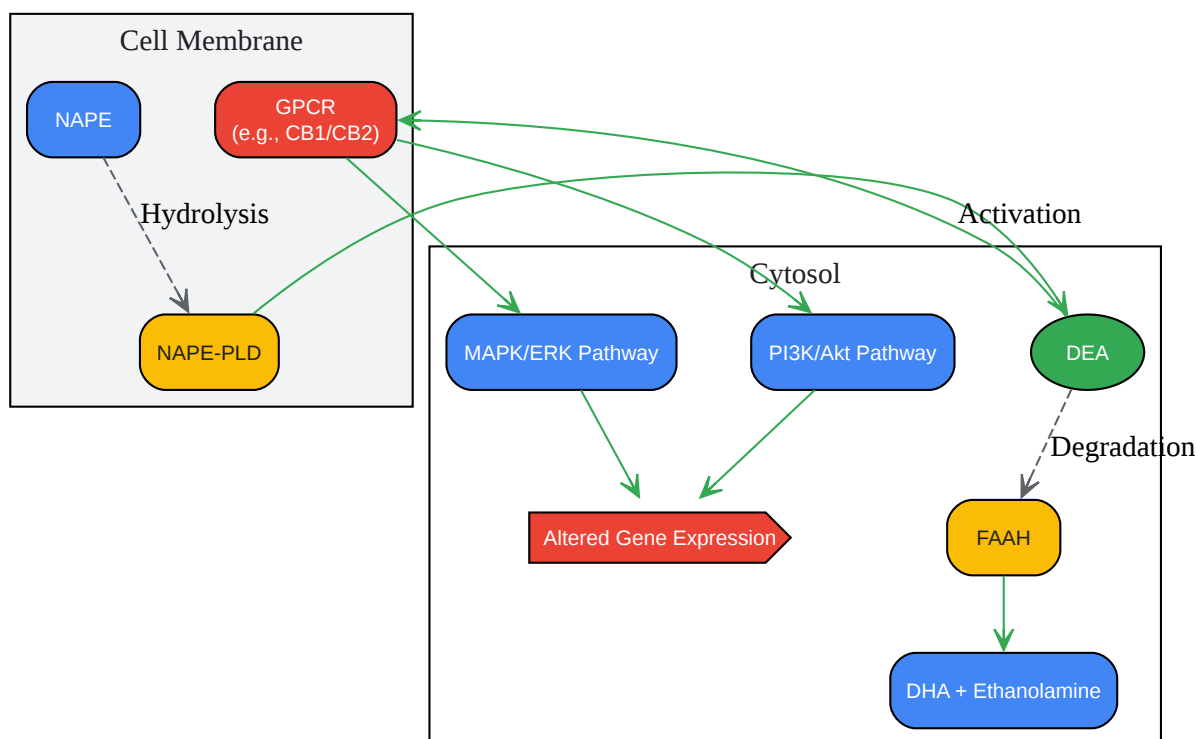 Cell Membrane
NAPE
GPCR
(e.g., CB1/CB2)
Hydrolysis
Activation
Cytosol
NAPE-PLD
MAPK/ERK Pathway
PI3K/Akt Pathway
DEA
Degradation
Altered Gene Expression
FAAH
DHA + Ethanolamine